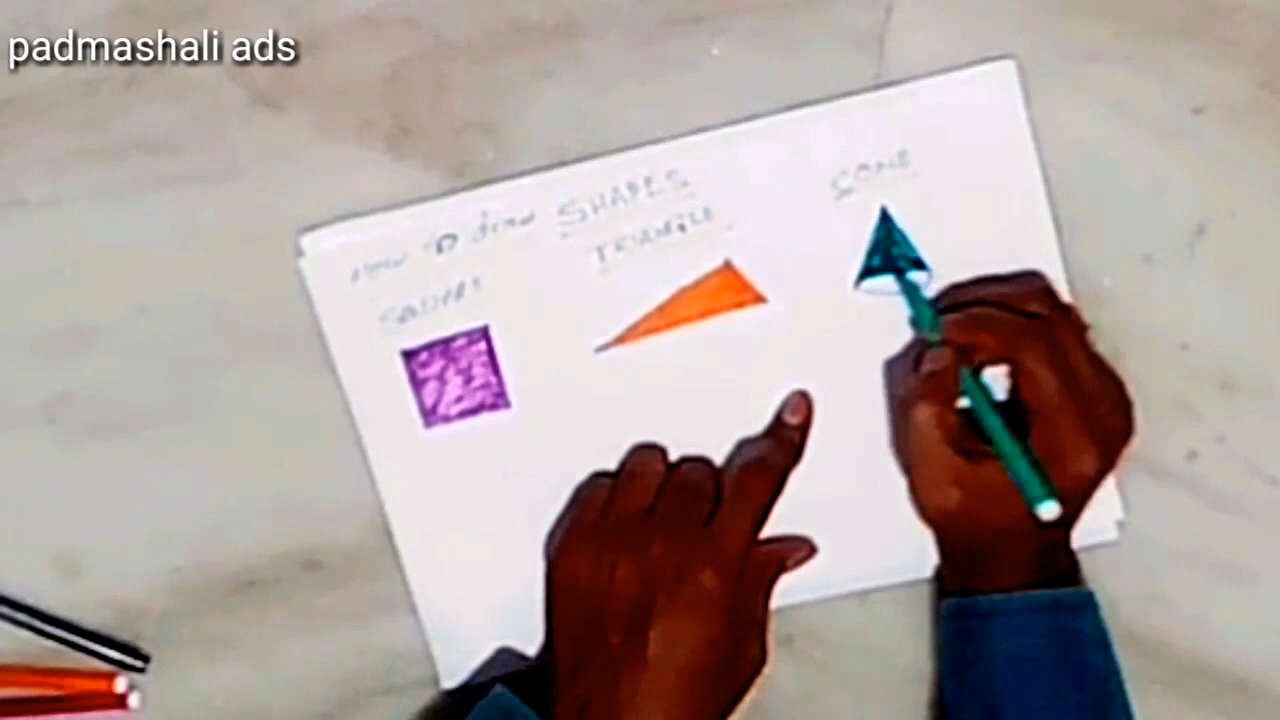 padmashali ads
How to draw SHAPES
SQUARE
TRIANGLE
CONE